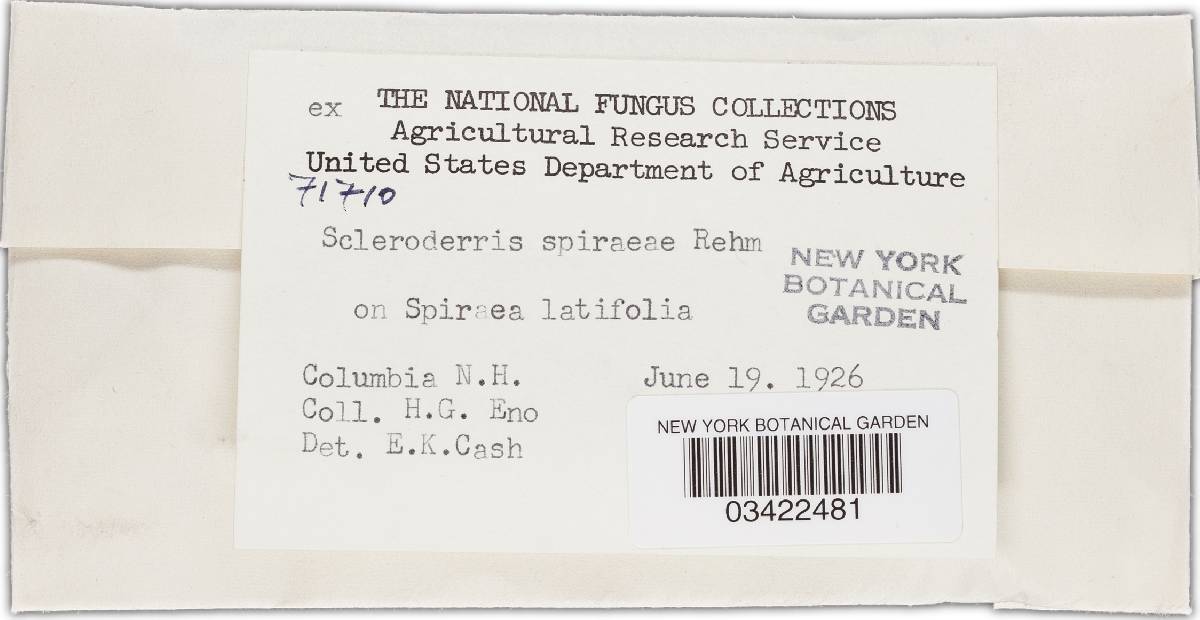 ex THE NATIONAL FUNGUS COLLECTIONS
Agricultural Research Service
United States Department of Agriculture
71710
Scleroderris spiraeae Rehm
NEW YORK
BOTANICAL
GARDEN
on Spiraea latifolia
Columbia N.H. June 19. 1926
Coll. H.G. Eno
Det. E.K.Cash
NEW YORK BOTANICAL GARDEN
03422481